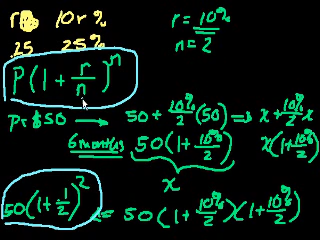 r 10r % r = 10%
.25 25% n = 2
P(1 + r/n)^n
P = $50 → 50 + 10%/2 (50) => x + 10%/2 x
6 months 50(1 + 10%/2) x(1 + 10%/2)
x
50(1 + 1/2)^2 = 50(1 + 10%/2)(1 + 10%/2)